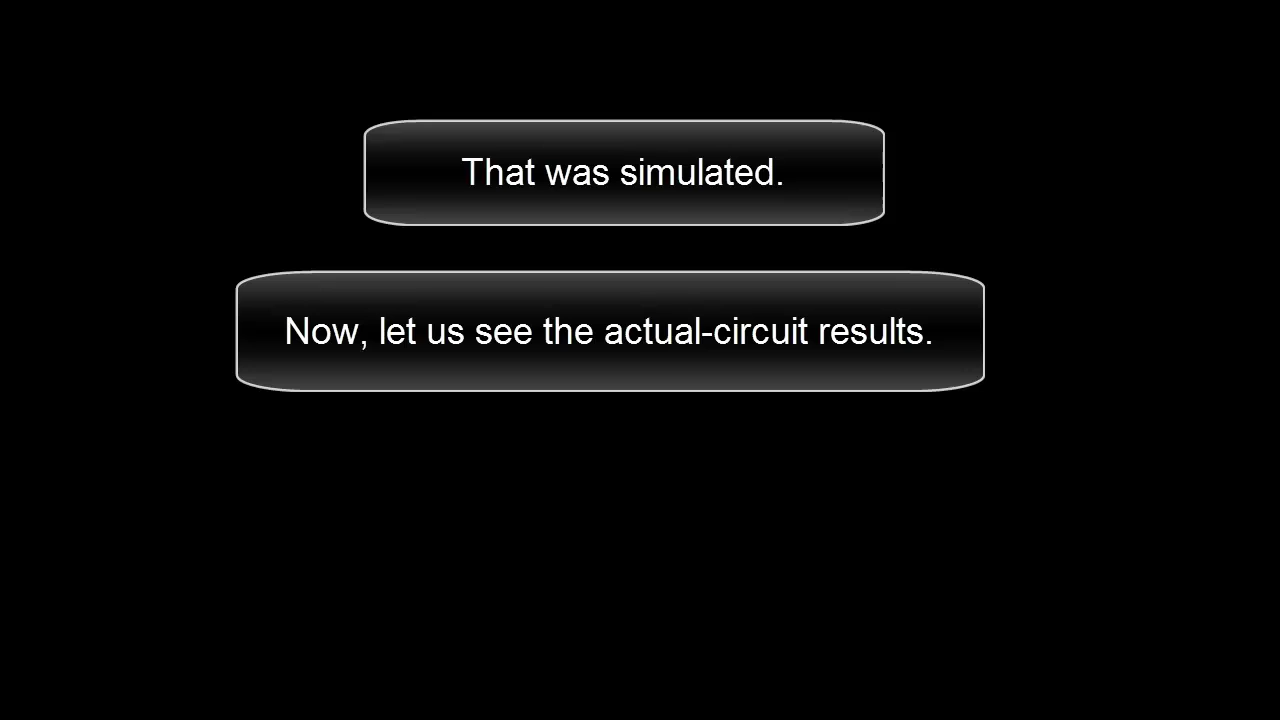 That was simulated.
Now, let us see the actual-circuit results.